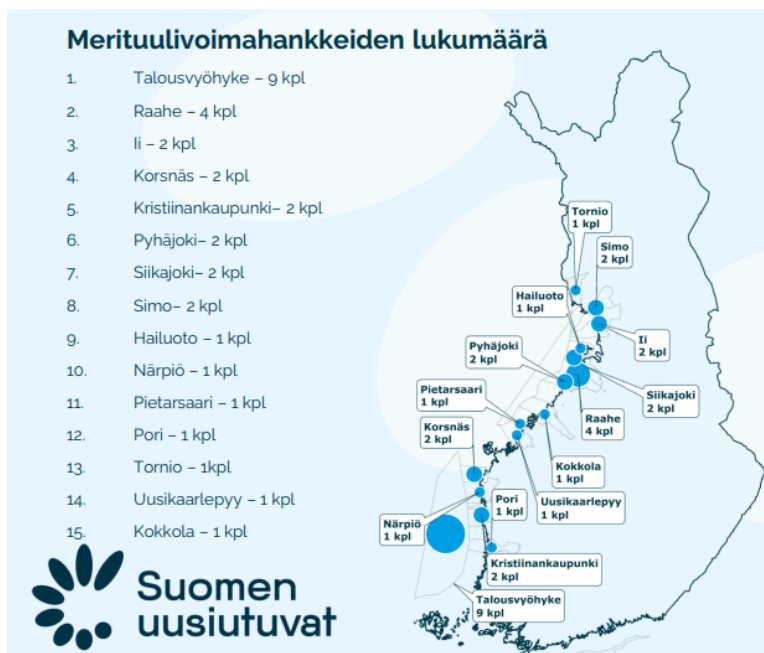 Merituulivoimahankkeiden lukumäärä
1. Talousvyöhyke – 9 kpl
2. Raahe – 4 kpl
3. Ii – 2 kpl
4. Korsnäs – 2 kpl
5. Kristiinankaupunki– 2 kpl
6. Pyhäjoki– 2 kpl
7. Siikajoki– 2 kpl
8. Simo– 2 kpl
9. Hailuoto – 1 kpl
10. Närpiö – 1 kpl
11. Pietarsaari – 1 kpl
12. Pori – 1 kpl
13. Tornio – 1kpl
14. Uusikaarlepyy – 1 kpl
15. Kokkola – 1 kpl
Suomen
uusiutuvat
Tornio
1 kpl
Simo
2 kpl
Hailuoto
1 kpl
Ii
2 kpl
Pyhäjoki
2 kpl
Siikajoki
2 kpl
Pietarsaari
1 kpl
Raahe
4 kpl
Korsnäs
2 kpl
Kokkola
1 kpl
Uusikaarlepyy
1 kpl
Pori
1 kpl
Närpiö
1 kpl
Kristiinankaupunki
2 kpl
Talousvyöhyke
9 kpl